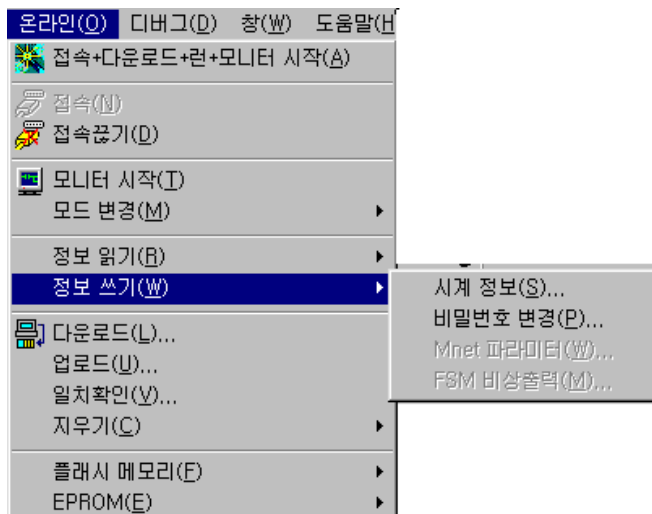 온라인(O) 디버그(D) 창(W) 도움말(H
접속+다운로드+런+모니터 시작(A)
접속(N)
접속끊기(D)
모니터 시작(T)
모드 변경(M)
정보 읽기(R)
정보 쓰기(W)
시계 정보(S)...
비밀번호 변경(P)...
Mnet 파라미터(W)...
FSM 비상출력(M)...
다운로드(L)...
업로드(U)...
일치확인(V)...
지우기(C)
플래시 메모리(F)
EPROM(E)